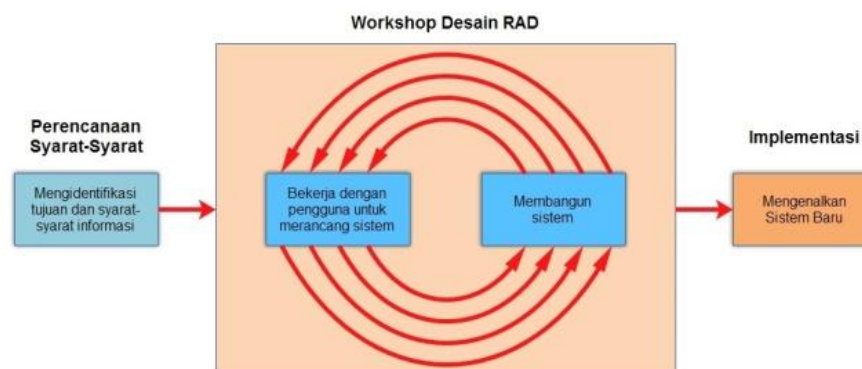 Workshop Desain RAD
Perencanaan
Syarat-Syarat
Mengidentifikasi
tujuan dan syarat-
syarat informasi
Bekerja dengan
pengguna untuk
merancang sistem
Membangun
sistem
Implementasi
Mengenalkan
Sistem Baru